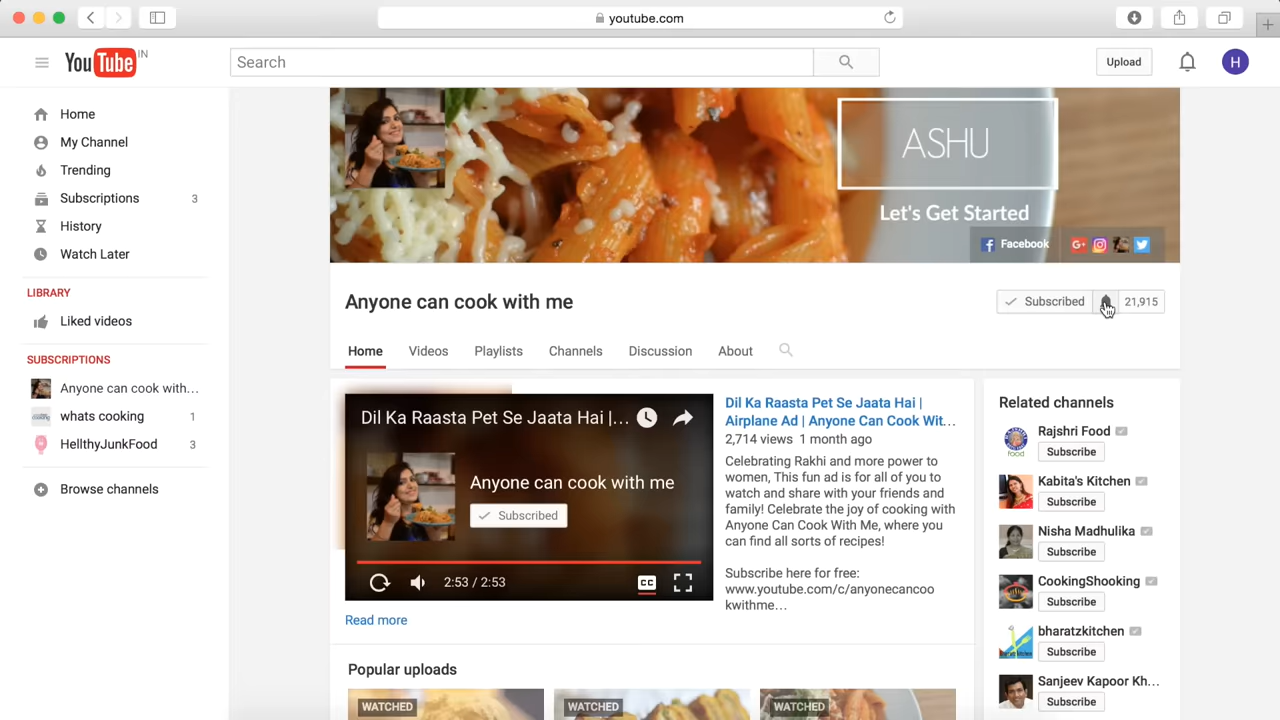 youtube.com
YouTube IN
Search
Upload
H
Home
My Channel
Trending
Subscriptions 3
History
Watch Later
LIBRARY
Liked videos
SUBSCRIPTIONS
Anyone can cook with...
whats cooking 1
HellthyJunkFood 3
Browse channels
ASHU
Let's Get Started
Facebook
Anyone can cook with me
Subscribed 21,915
Home Videos Playlists Channels Discussion About
Dil Ka Raasta Pet Se Jaata Hai |...
Anyone can cook with me
Subscribed
2:53 / 2:53
CC
Dil Ka Raasta Pet Se Jaata Hai |
Airplane Ad | Anyone Can Cook Wit...
2,714 views 1 month ago
Celebrating Rakhi and more power to
women, This fun ad is for all of you to
watch and share with your friends and
family! Celebrate the joy of cooking with
Anyone Can Cook With Me, where you
can find all sorts of recipes!
Subscribe here for free:
www.youtube.com/c/anyonecancoo
kwithme...
Read more
Popular uploads
WATCHED
WATCHED
WATCHED
Related channels
Rajshri Food
Subscribe
Kabita's Kitchen
Subscribe
Nisha Madhulika
Subscribe
CookingShooking
Subscribe
bharatzkitchen
Subscribe
Sanjeev Kapoor Kh...
Subscribe